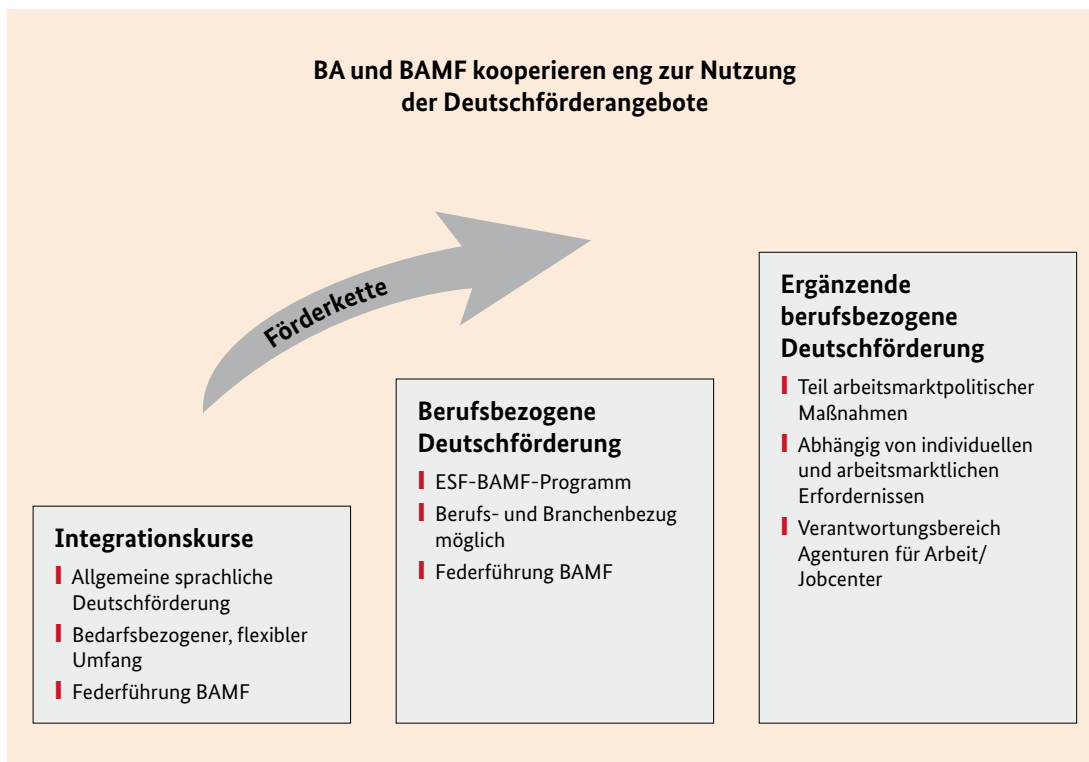 BA und BAMF kooperieren eng zur Nutzung
der Deutschförderangebote
Förderkette
Integrationskurse
Allgemeine sprachliche
Deutschförderung
Bedarfsbezogener, flexibler
Umfang
Federführung BAMF
Berufsbezogene
Deutschförderung
ESF-BAMF-Programm
Berufs- und Branchenbezug
möglich
Federführung BAMF
Ergänzende
berufsbezogene
Deutschförderung
Teil arbeitsmarktpolitischer
Maßnahmen
Abhängig von individuellen
und arbeitsmarktlichen
Erfordernissen
Verantwortungsbereich
Agenturen für Arbeit/
Jobcenter